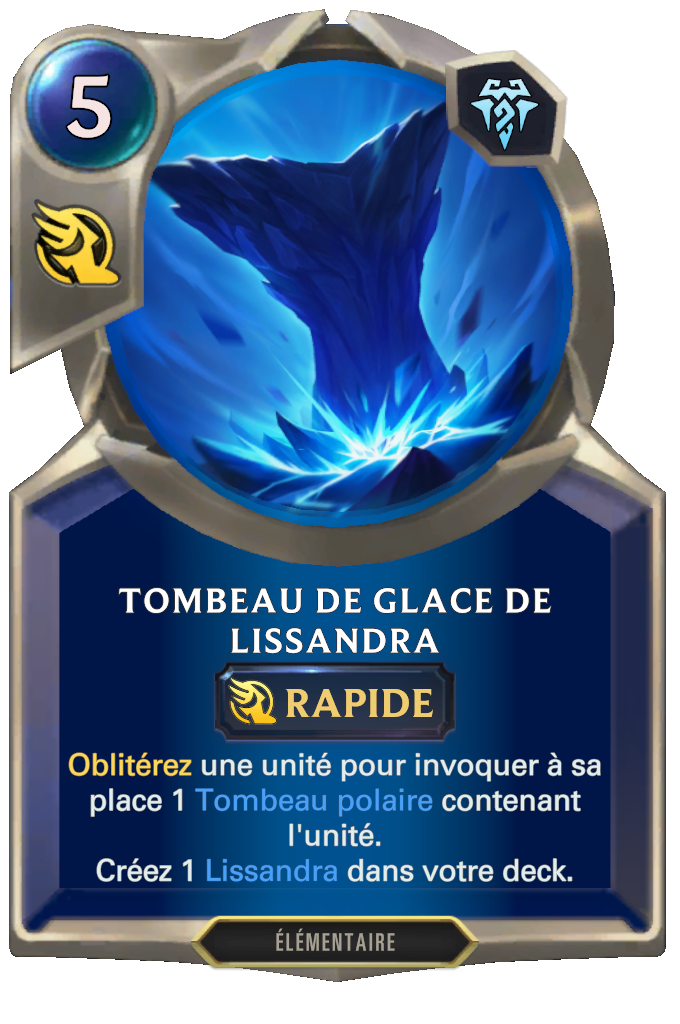 5
TOMBEAU DE GLACE DE
LISSANDRA
RAPIDE
Oblitérez une unité pour invoquer à sa
place 1 Tombeau polaire contenant
l'unité.
Créez 1 Lissandra dans votre deck.
ÉLÉMENTAIRE